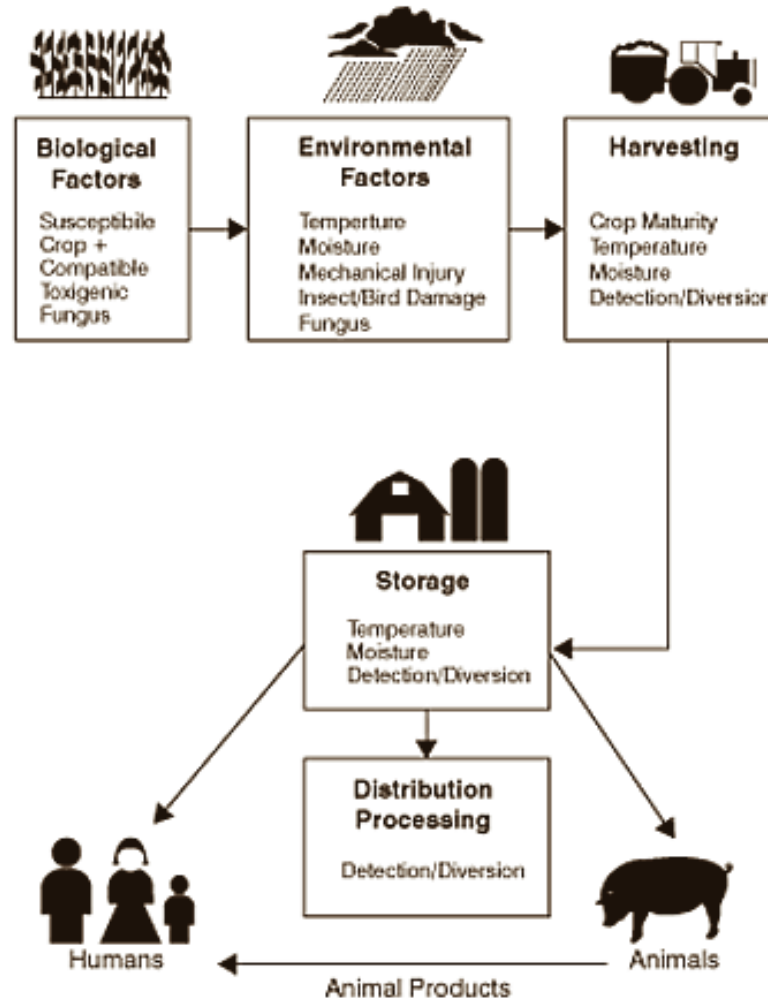 Biological
Factors
Susceptibile
Crop +
Compatible
Toxigenic
Fungus
Environmental
Factors
Temperture
Moisture
Mechanical Injury
Insect/Bird Damage
Fungus
Harvesting
Crop Maturity
Temperature
Moisture
Detection/Diversion
Storage
Temperature
Moisture
Detection/Diversion
Distribution
Processing
Detection/Diversion
Humans
Animals
Animal Products